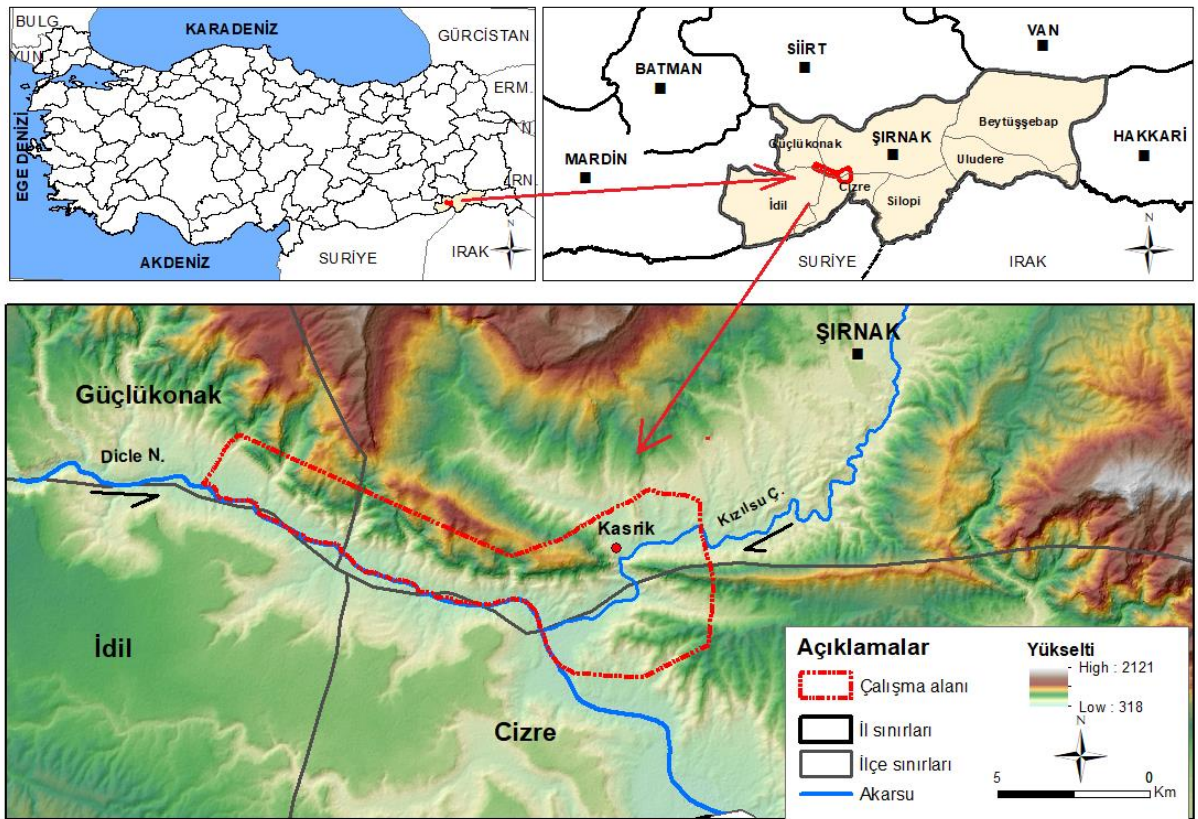 BULG.
KARADENİZ
GÜRCİSTAN
YUN.
ERM.
N.
EGE DENİZİ
İRN.
N
AKDENİZ
SURİYE
IRAK
VAN
SİİRT
BATMAN
Beytüşşebap
Güçlükonak
ŞIRNAK
HAKKARİ
MARDİN
Uludere
Cizre
İdil
Silopi
N
SURİYE
IRAK
ŞIRNAK
Güçlükonak
Dicle N.
Kızılsu Ç.
Kasrik
İdil
Cizre
Açıklamalar
Çalışma alanı
İl sınırları
İlçe sınırları
Akarsu
Yükselti
High : 2121
Low : 318
N
5 0
Km